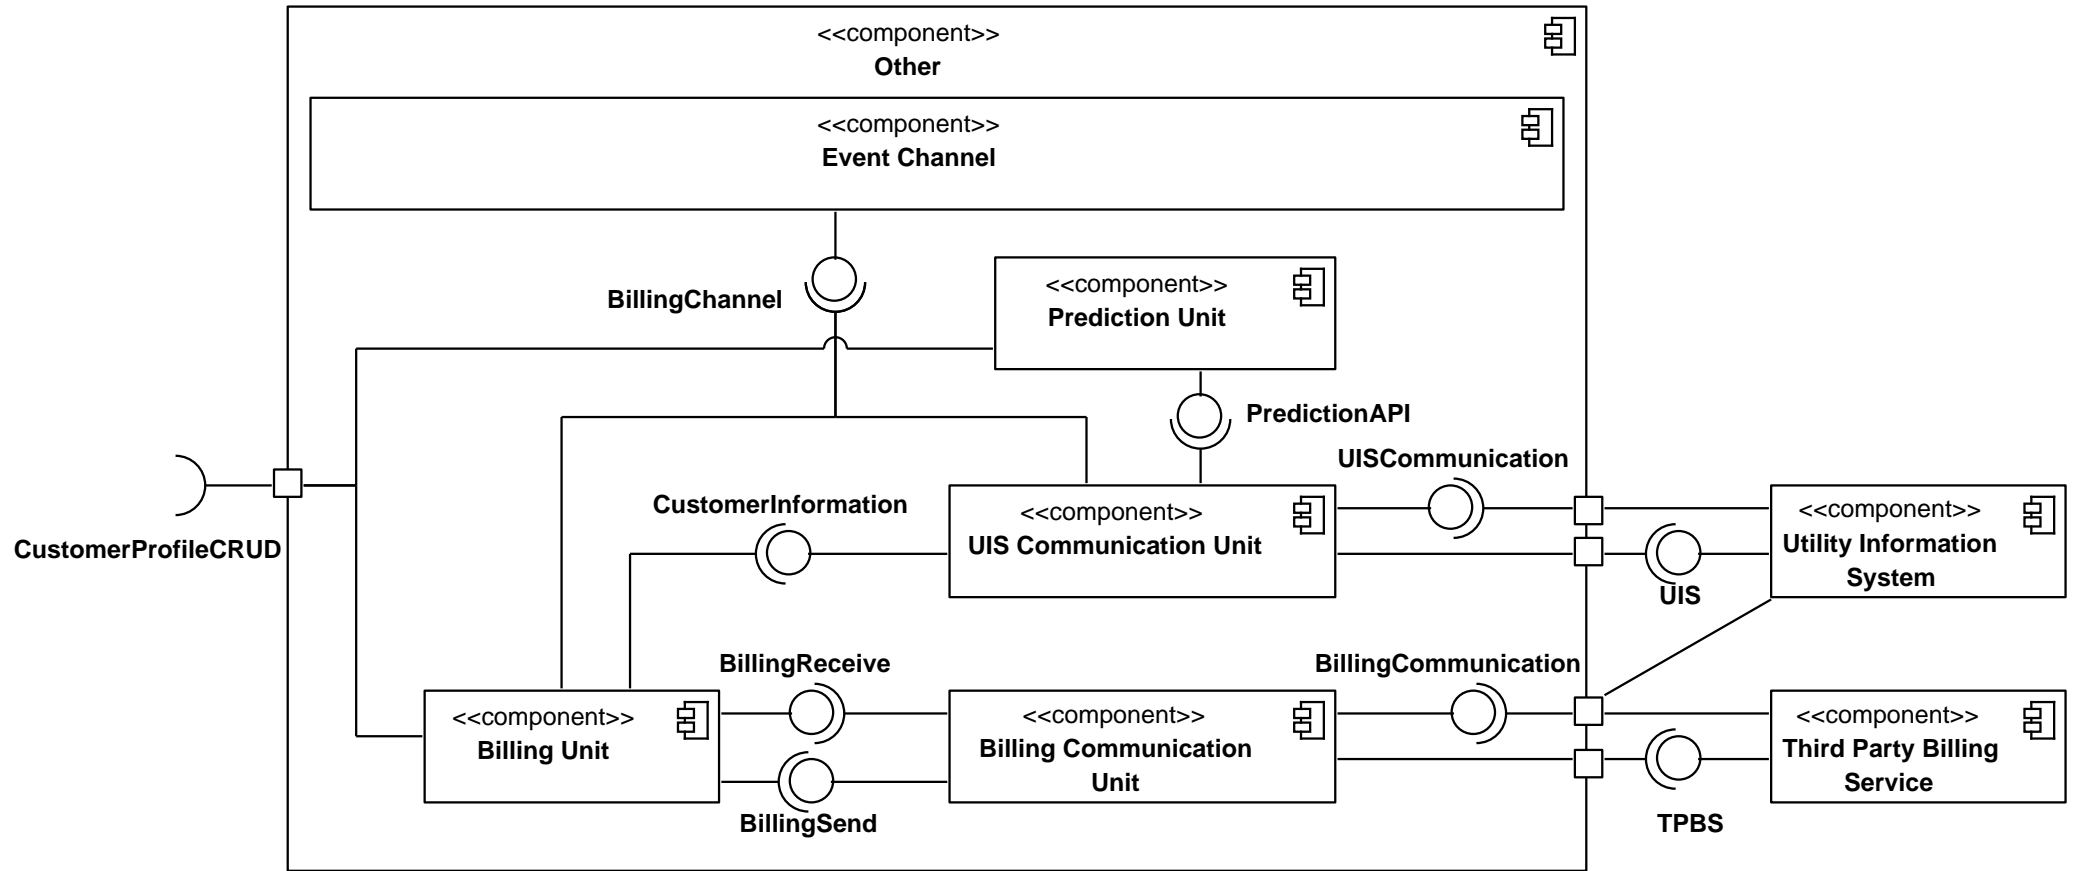 <<component>>
Other
<<component>>
Event Channel
BillingChannel
<<component>>
Prediction Unit
PredictionAPI
UISCommunication
CustomerInformation
<<component>>
UIS Communication Unit
<<component>>
Utility Information
System
CustomerProfileCRUD
UIS
BillingReceive
BillingCommunication
<<component>>
Billing Unit
<<component>>
Billing Communication
Unit
<<component>>
Third Party Billing
Service
BillingSend
TPBS